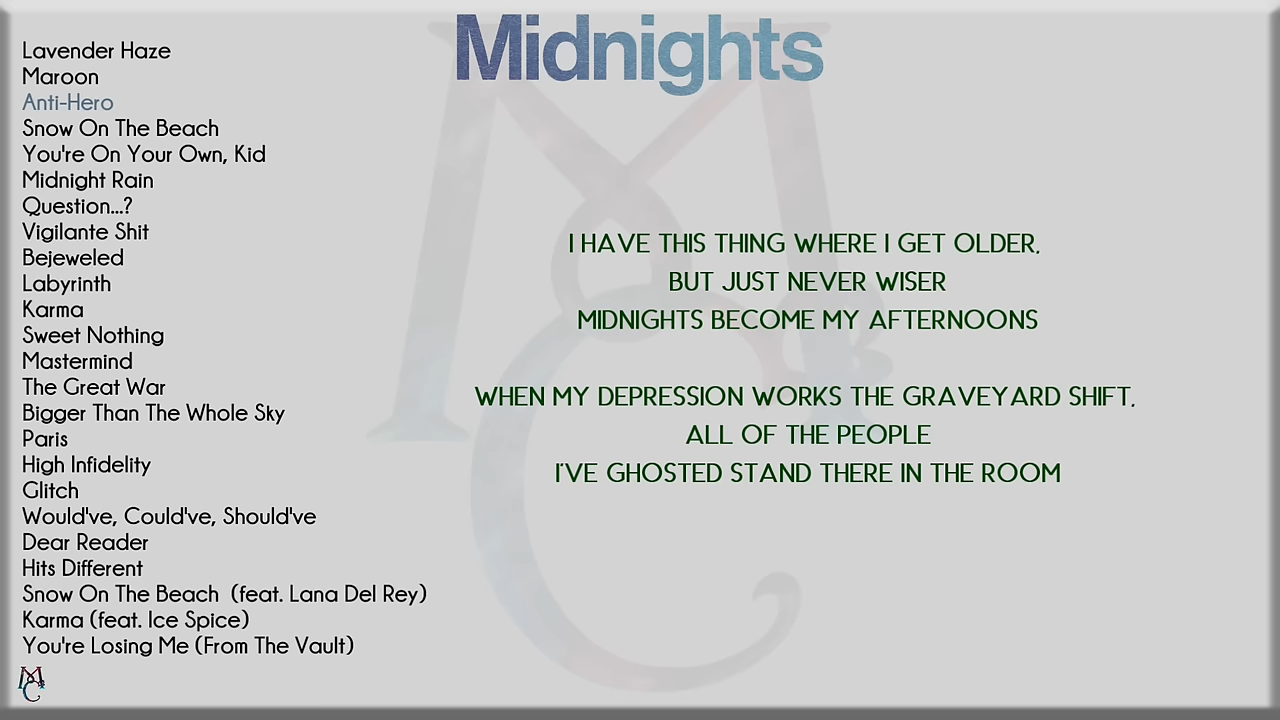 Midnights
Lavender Haze
Maroon
Anti-Hero
Snow On The Beach
You're On Your Own, Kid
Midnight Rain
Question...?
Vigilante Shit
Bejeweled
Labyrinth
Karma
Sweet Nothing
Mastermind
The Great War
Bigger Than The Whole Sky
Paris
High Infidelity
Glitch
Would've, Could've, Should've
Dear Reader
Hits Different
Snow On The Beach (feat. Lana Del Rey)
Karma (feat. Ice Spice)
You're Losing Me (From The Vault)
I HAVE THIS THING WHERE I GET OLDER,
BUT JUST NEVER WISER
MIDNIGHTS BECOME MY AFTERNOONS
WHEN MY DEPRESSION WORKS THE GRAVEYARD SHIFT,
ALL OF THE PEOPLE
I'VE GHOSTED STAND THERE IN THE ROOM